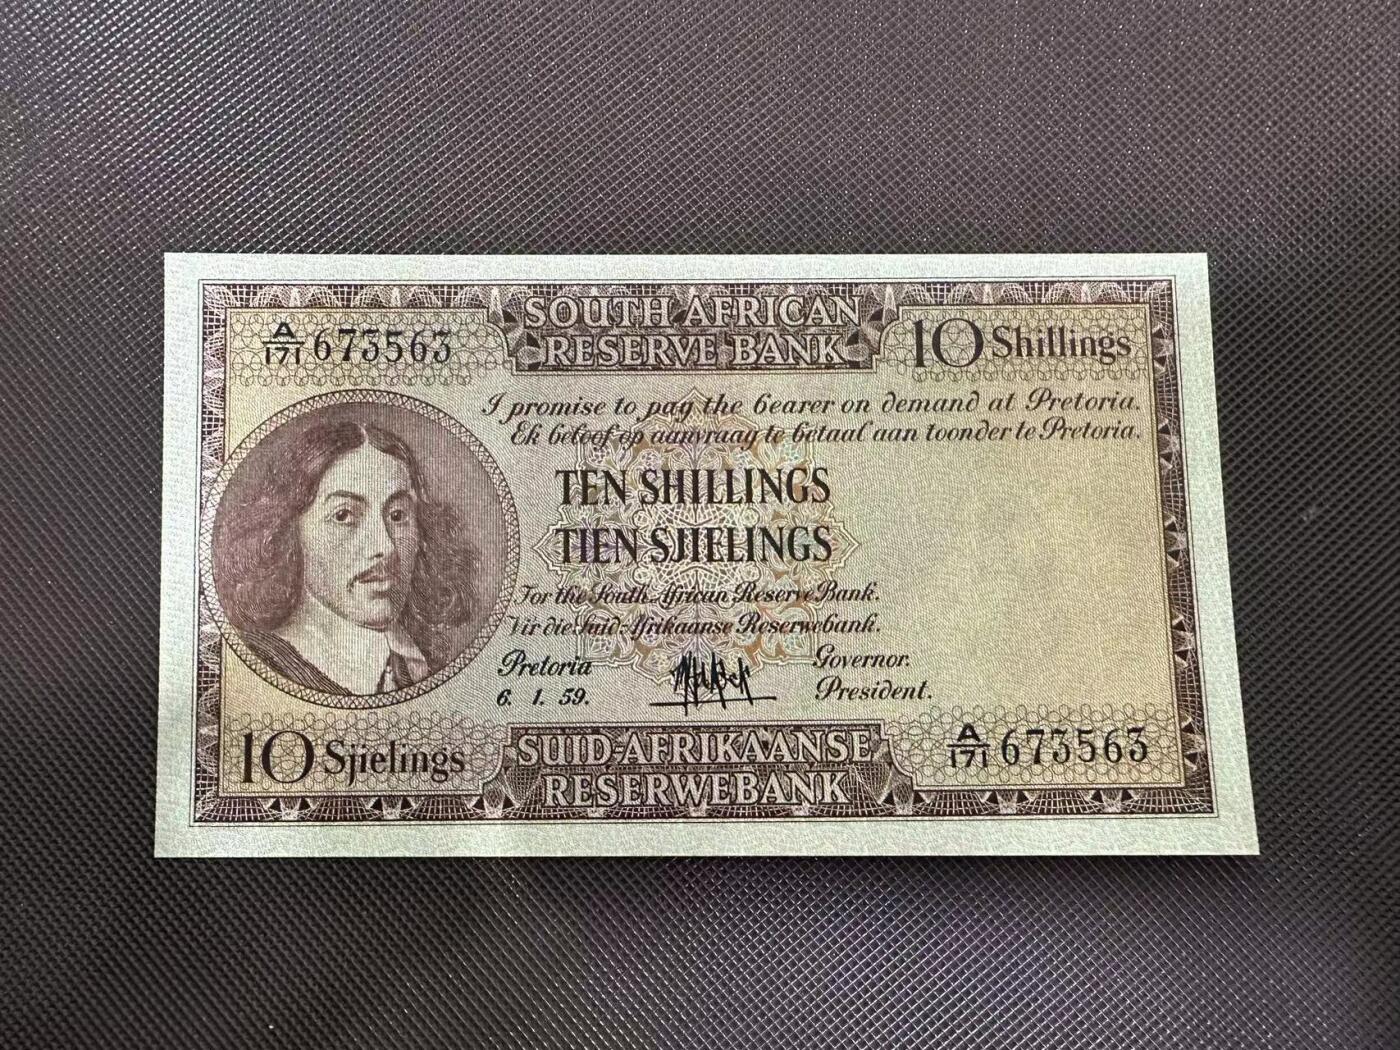 SOUTH AFRICAN
RESERVE BANK
A/171 673563
10 Shillings
I promise to pay the bearer on demand at Pretoria.
Ek beloof op aanvraag te betaal aan toonder te Pretoria.
TEN SHILLINGS
TIEN SJIELINGS
For the South African Reserve Bank.
Vir die Suid-Afrikaanse Reserwebank.
Pretoria
6. 1. 59.
Governor.
President.
10 Sjielings
SUID-AFRIKAANSE
RESERWEBANK
A/171 673563